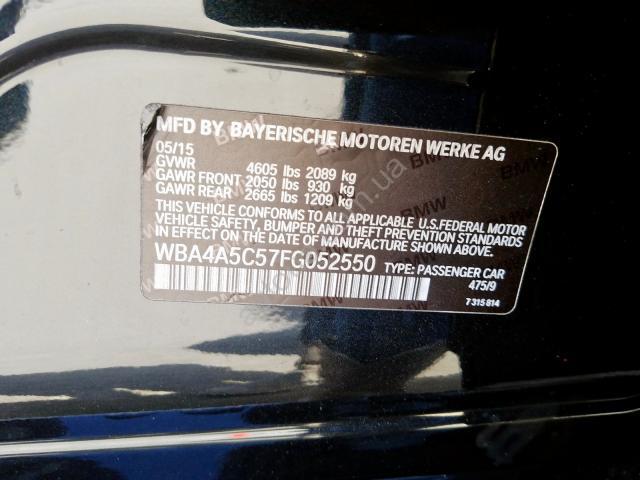 MFD BY BAYERISCHE MOTOREN WERKE AG
05/15
GVWR 4605 lbs 2089 kg
GAWR FRONT 2050 lbs 930 kg
GAWR REAR 2665 lbs 1209 kg
THIS VEHICLE CONFORMS TO ALL APPLICABLE U.S. FEDERAL MOTOR
VEHICLE SAFETY, BUMPER AND THEFT PREVENTION STANDARDS
IN EFFECT ON THE DATE OF MANUFACTURE SHOWN ABOVE.
WBA4A5C57FG052550 TYPE: PASSENGER CAR
475/9
7 315 814